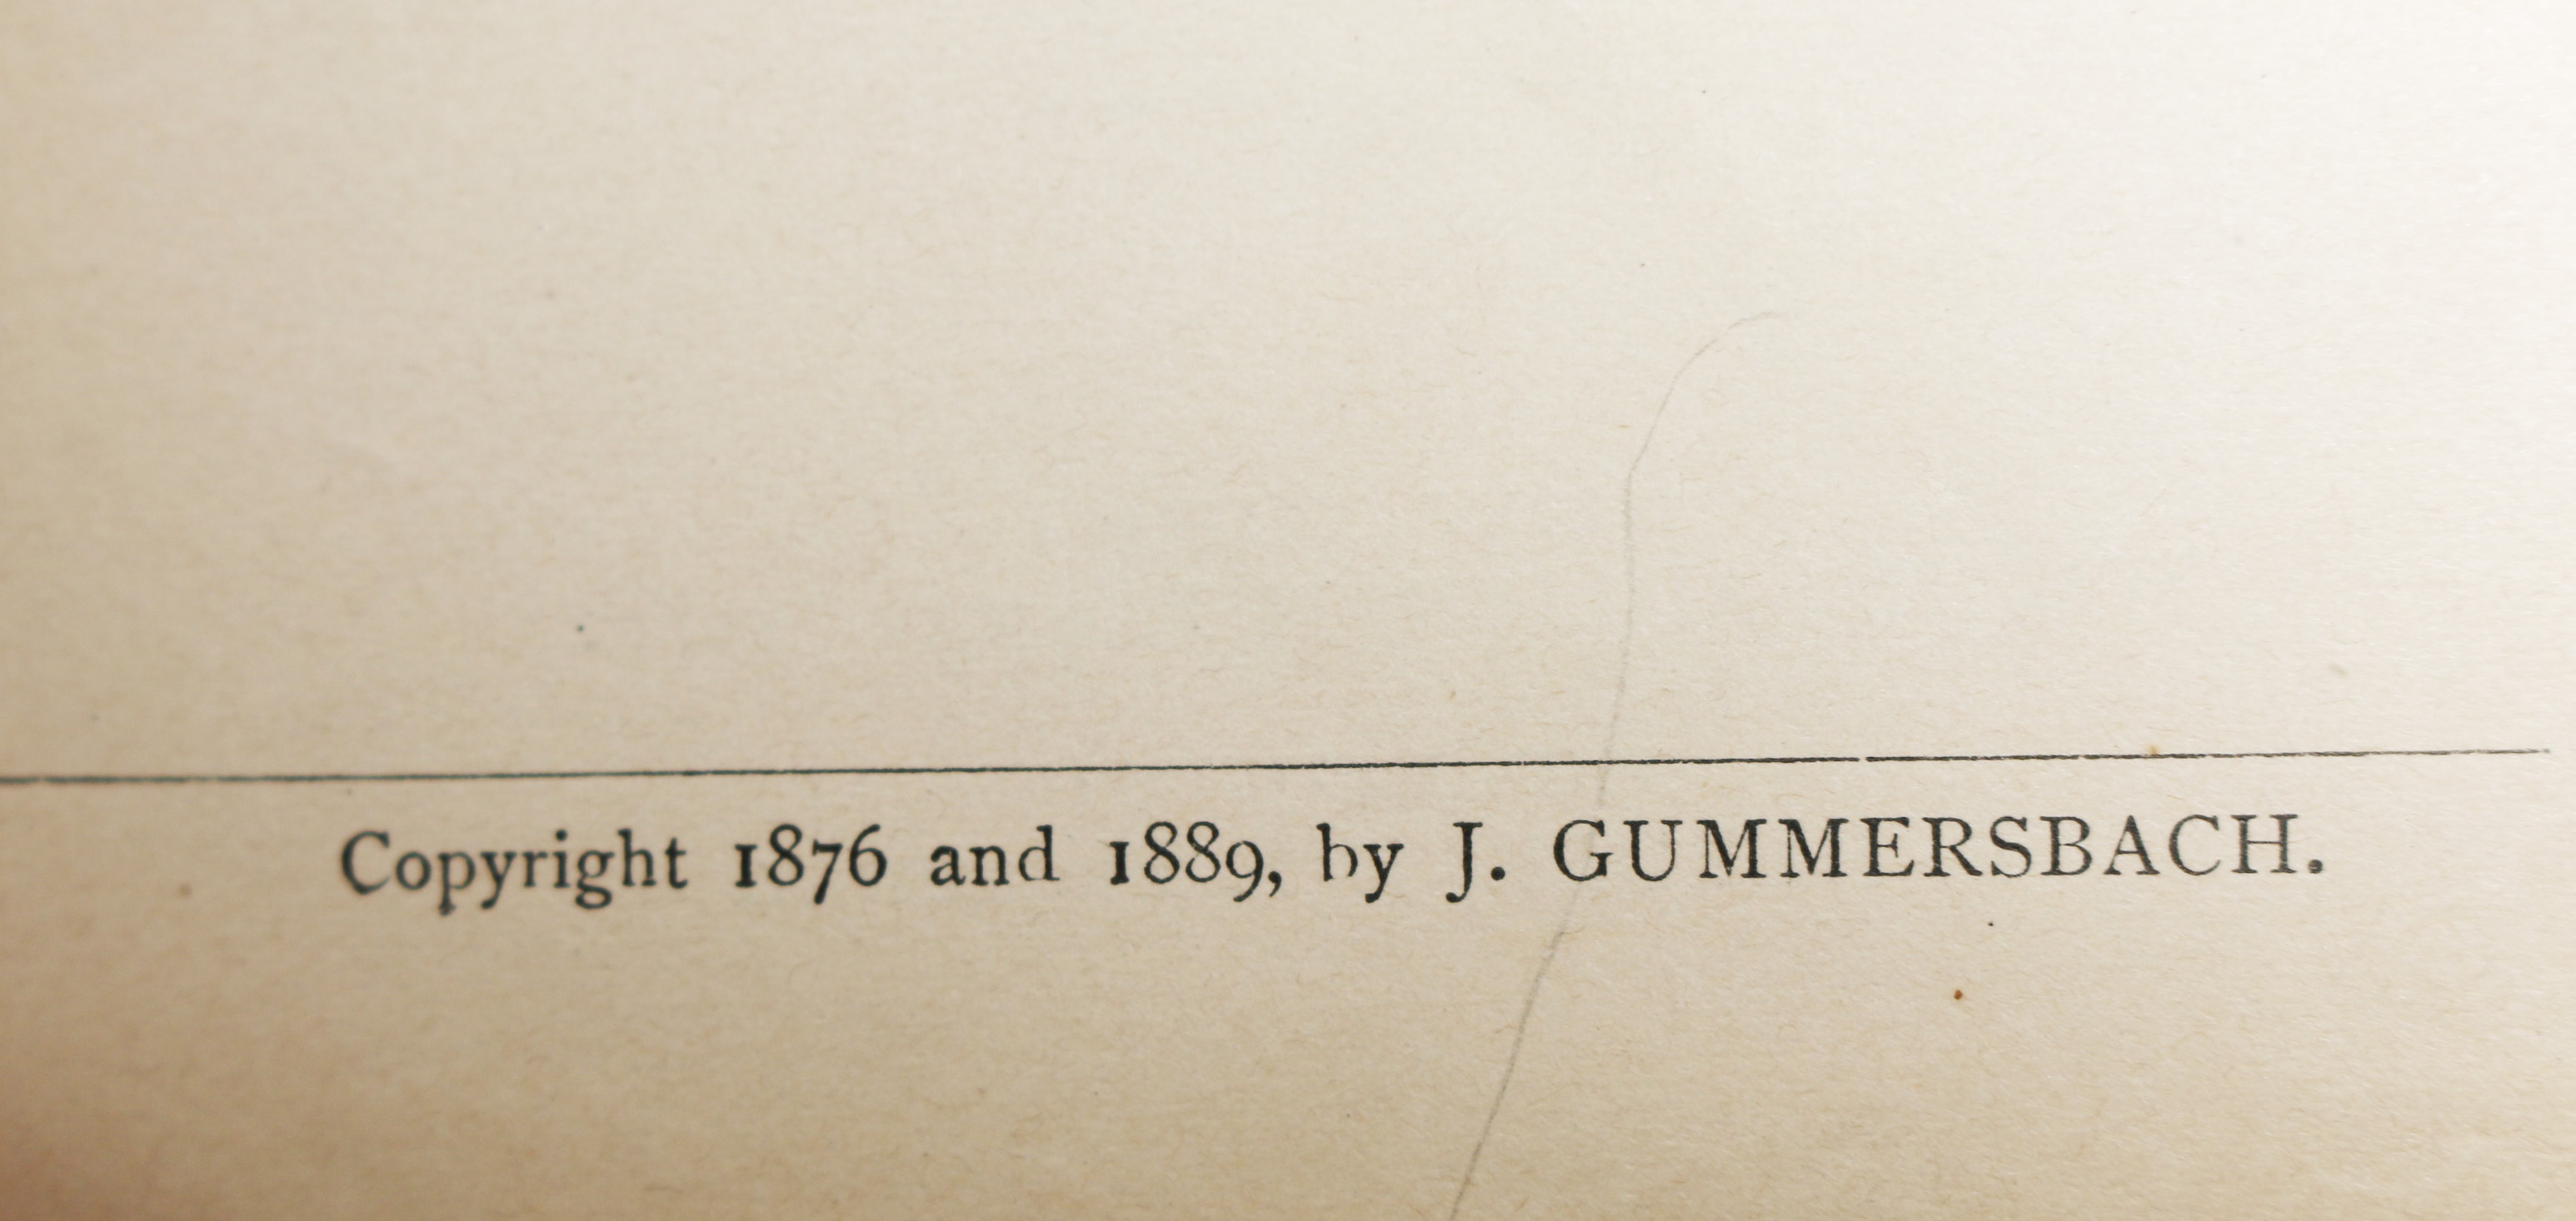 Copyright 1876 and 1889, by J. GUMMERSBACH.